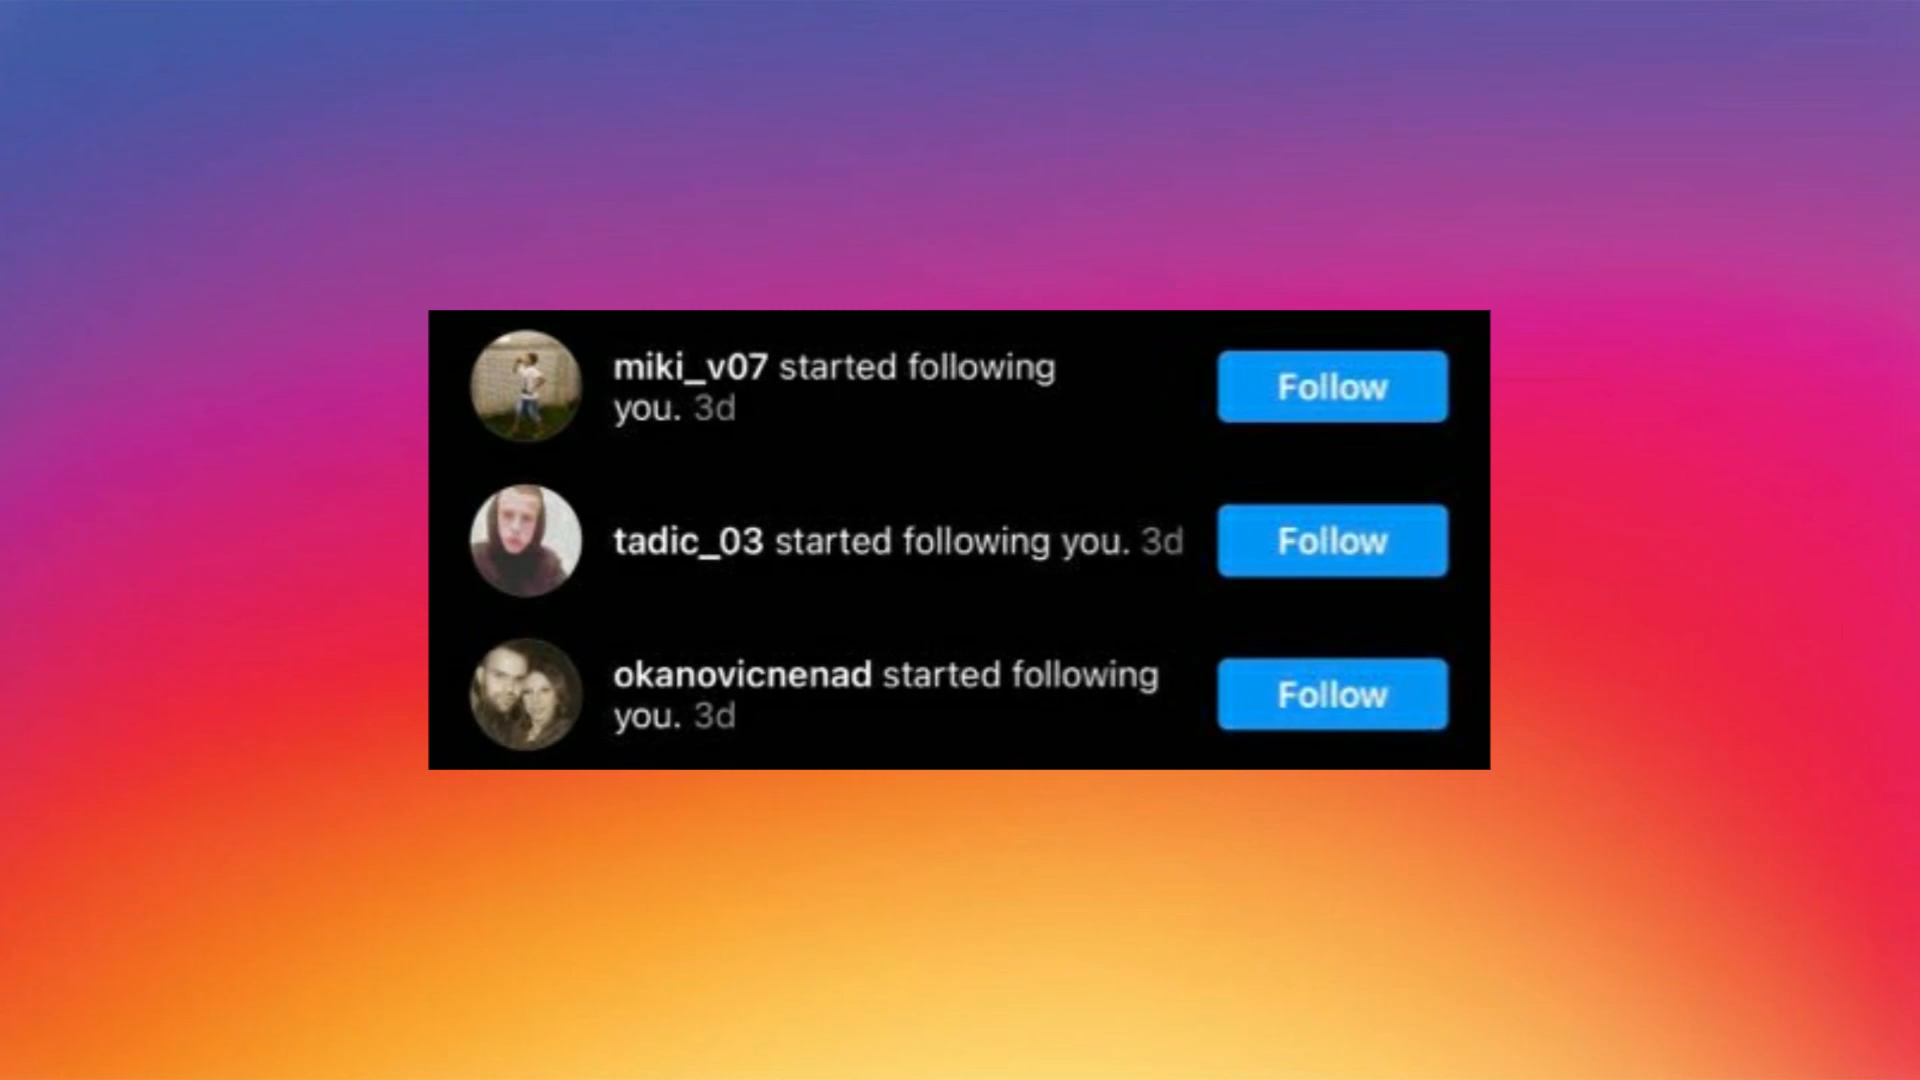 miki_v07 started following
you. 3d
Follow
tadic_03 started following you. 3d
Follow
okanovicnenad started following
you. 3d
Follow